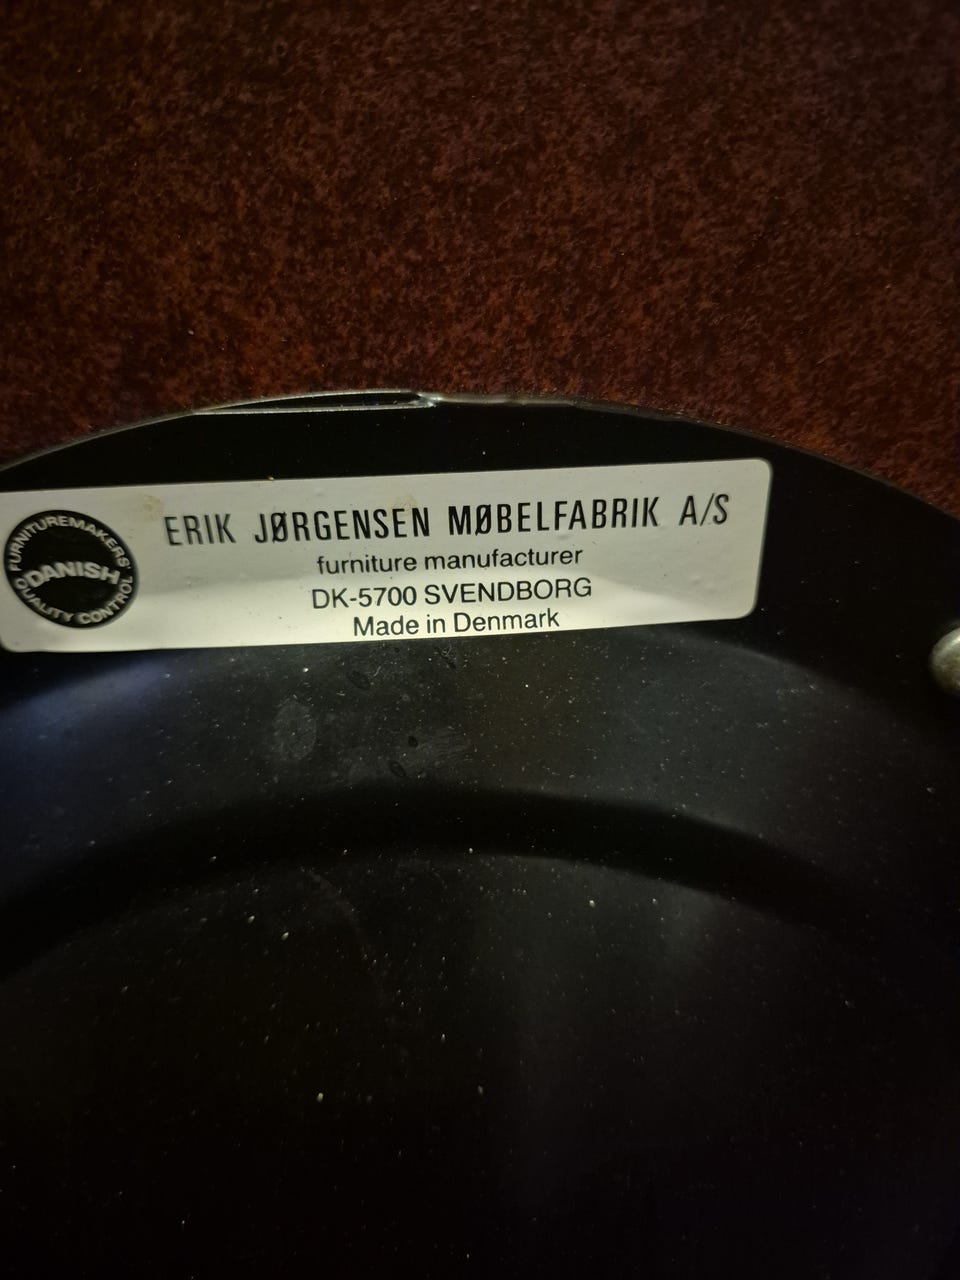 FURNITUREMAKERS'
DANISH
QUALITY CONTROL
ERIK JØRGENSEN MØBELFABRIK A/S
furniture manufacturer
DK-5700 SVENDBORG
Made in Denmark